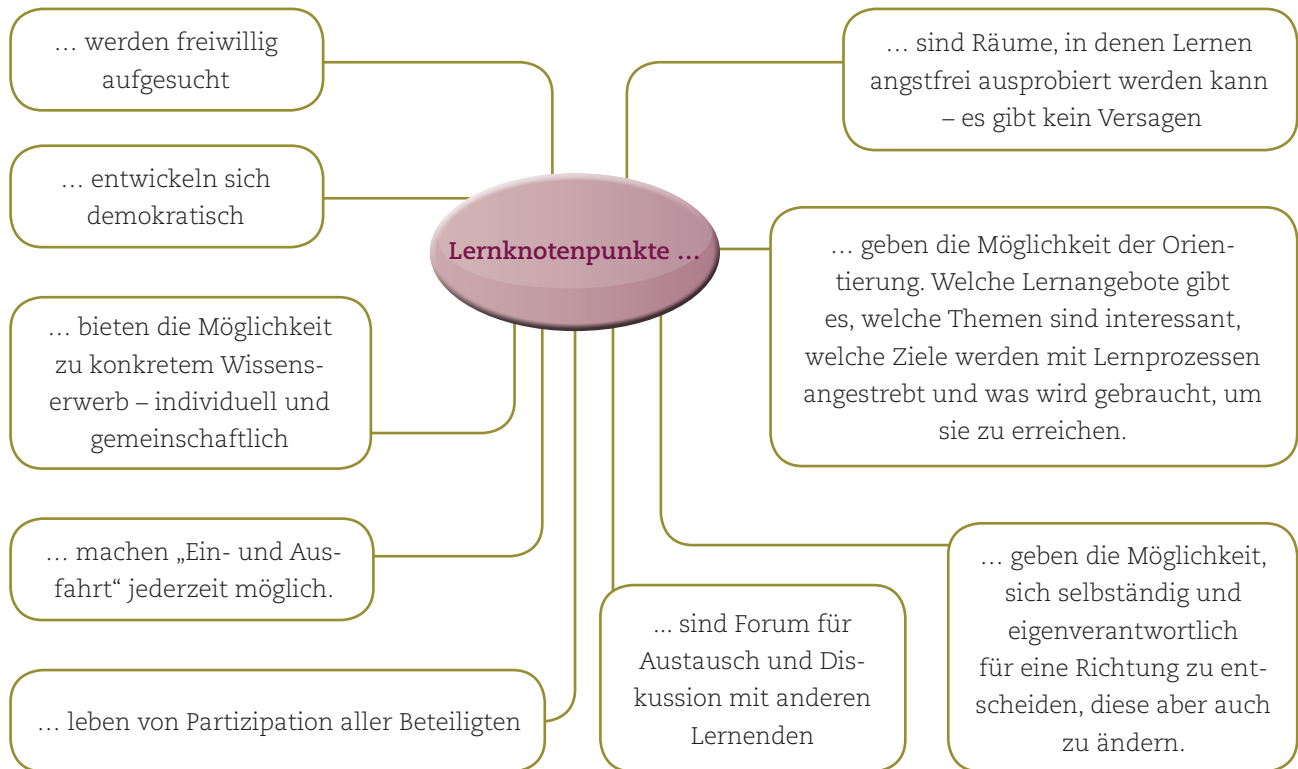 … werden freiwillig
aufgesucht
… sind Räume, in denen Lernen
angstfrei ausprobiert werden kann
– es gibt kein Versagen
… entwickeln sich
demokratisch
Lernknotenpunkte …
… geben die Möglichkeit der Orien-
tierung. Welche Lernangebote gibt
es, welche Themen sind interessant,
welche Ziele werden mit Lernprozessen
angestrebt und was wird gebraucht, um
sie zu erreichen.
… bieten die Möglichkeit
zu konkretem Wissens-
erwerb – individuell und
gemeinschaftlich
… machen „Ein- und Aus-
fahrt“ jederzeit möglich.
… geben die Möglichkeit,
sich selbständig und
eigenverantwortlich
für eine Richtung zu ent-
scheiden, diese aber auch
zu ändern.
... sind Forum für
Austausch und Dis-
kussion mit anderen
Lernenden
… leben von Partizipation aller Beteiligten